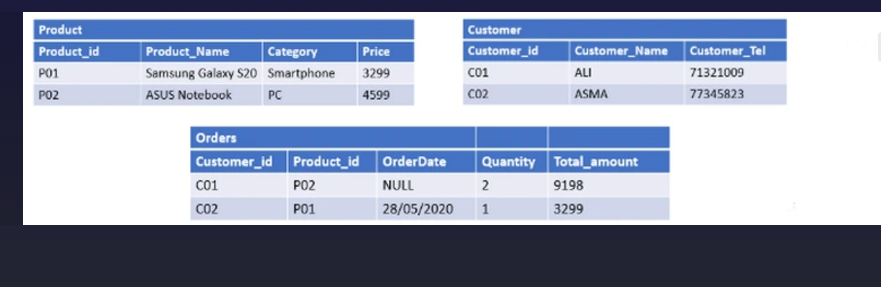 Product
Product_id Product_Name Category Price
P01 Samsung Galaxy S20 Smartphone 3299
P02 ASUS Notebook PC 4599
Customer
Customer_id Customer_Name Customer_Tel
C01 ALI 71321009
C02 ASMA 77345823
Orders
Customer_id Product_id OrderDate Quantity Total_amount
C01 P02 NULL 2 9198
C02 P01 28/05/2020 1 3299